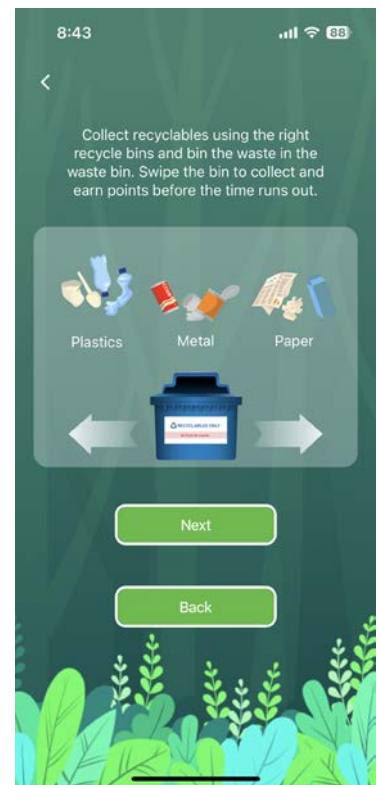 8:43
88
Collect recyclables using the right
recycle bins and bin the waste in the
waste bin. Swipe the bin to collect and
earn points before the time runs out.
Plastics Metal Paper
RECYCLABLES ONLY
Next
Back